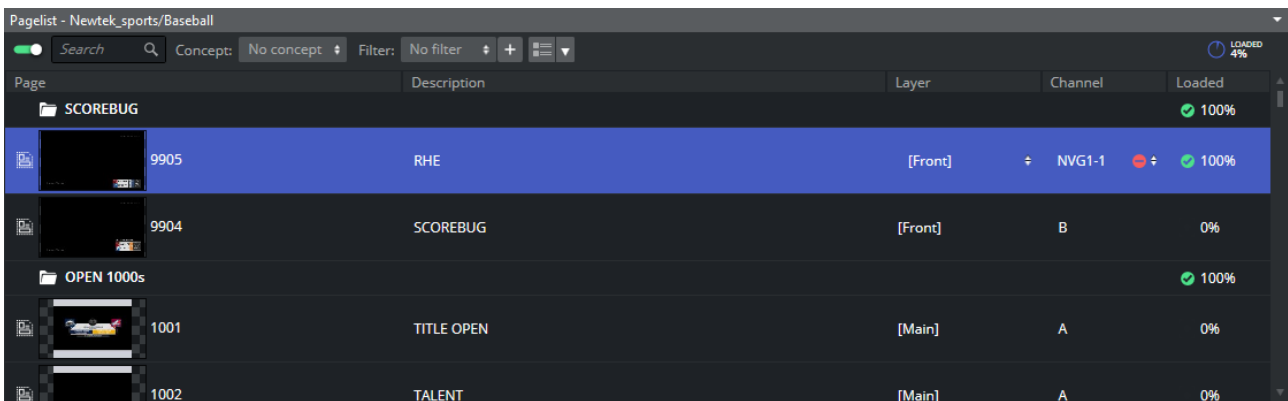 Pagelist - Newtek_sports/Baseball
Search Concept: No concept Filter: No filter + LOADED 4%
Page Description Layer Channel Loaded
SCOREBUG 100%
9905 RHE [Front] NVG1-1 100%
9904 SCOREBUG [Front] B 0%
OPEN 1000s 100%
1001 TITLE OPEN [Main] A 0%
1002 TALENT [Main] A 0%